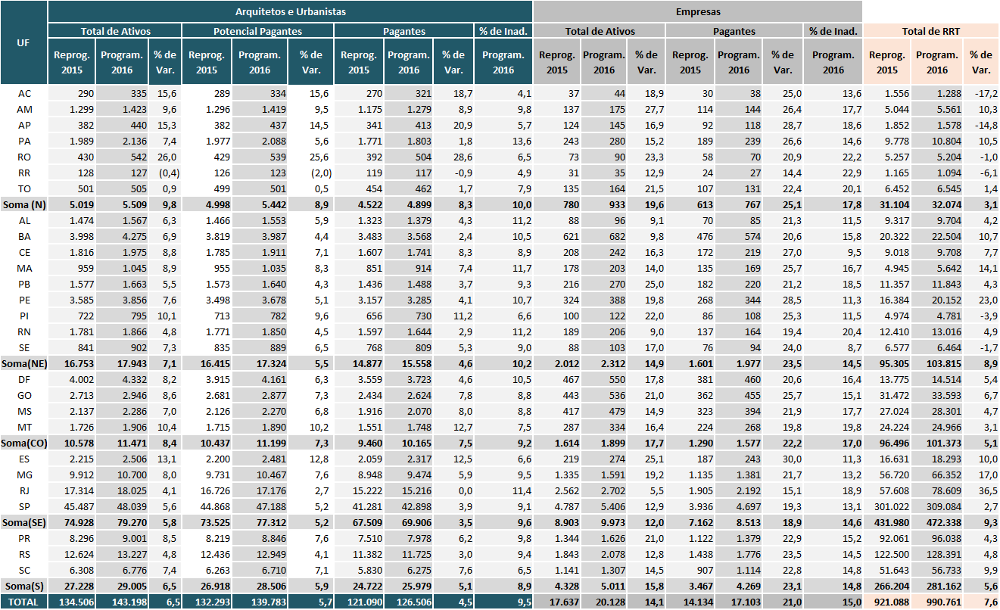 Arquitetos e Urbanistas Empresas
UF Total de Ativos Potencial Pagantes Pagantes % de Inad. Total de Ativos Pagantes % de Inad. Total de RRT
Reprog. 2015 Program. 2016 % de Var. Reprog. 2015 Program. 2016 % de Var. Reprog. 2015 Program. 2016 % de Var. Program. 2016 Reprog. 2015 Program. 2016 % de Var. Reprog. 2015 Program. 2016 % de Var. Program. 2016 Reprog. 2015 Program. 2016 % de Var.
AC 290 335 15,6 289 334 15,6 270 321 18,7 4,1 37 44 18,9 30 38 25,0 13,6 1.556 1.288 -17,2
AM 1.299 1.423 9,6 1.296 1.419 9,5 1.175 1.279 8,9 9,8 137 175 27,7 114 144 26,4 17,7 5.044 5.561 10,3
AP 382 440 15,3 382 437 14,5 341 413 20,9 5,7 124 145 16,9 92 118 28,7 18,6 1.852 1.578 -14,8
PA 1.989 2.136 7,4 1.977 2.088 5,6 1.771 1.803 1,8 13,6 243 280 15,2 189 239 26,6 14,6 9.778 10.804 10,5
RO 430 542 26,0 429 539 25,6 392 504 28,6 6,5 73 90 23,3 58 70 20,9 22,2 5.257 5.204 -1,0
RR 128 127 (0,4) 126 123 (2,0) 119 117 -0,9 4,9 31 35 12,9 24 27 14,4 22,9 1.165 1.094 -6,1
TO 501 505 0,9 499 501 0,5 454 462 1,7 7,9 135 164 21,5 107 131 22,4 20,1 6.452 6.545 1,4
Soma (N) 5.019 5.509 9,8 4.998 5.442 8,9 4.522 4.899 8,3 10,0 780 933 19,6 613 767 25,1 17,8 31.104 32.074 3,1
AL 1.474 1.567 6,3 1.466 1.553 5,9 1.323 1.379 4,3 11,2 88 96 9,1 70 85 21,3 11,5 9.317 9.704 4,2
BA 3.998 4.275 6,9 3.819 3.987 4,4 3.483 3.568 2,4 10,5 621 682 9,8 476 574 20,6 15,8 20.322 22.504 10,7
CE 1.816 1.975 8,8 1.785 1.911 7,1 1.607 1.741 8,3 8,9 208 242 16,3 172 219 27,0 9,5 9.018 9.708 7,7
MA 959 1.045 8,9 955 1.035 8,3 851 914 7,4 11,7 178 203 14,0 135 169 25,7 16,7 4.945 5.642 14,1
PB 1.577 1.663 5,5 1.573 1.640 4,3 1.436 1.488 3,7 9,3 216 270 25,0 182 220 21,2 18,5 11.357 11.843 4,3
PE 3.585 3.856 7,6 3.498 3.678 5,1 3.157 3.285 4,1 10,7 324 388 19,8 268 344 28,5 11,3 16.384 20.152 23,0
PI 722 795 10,1 713 782 9,6 656 730 11,2 6,6 100 122 22,0 86 108 25,3 11,5 4.974 4.781 -3,9
RN 1.781 1.866 4,8 1.771 1.850 4,5 1.597 1.644 2,9 11,2 189 206 9,0 137 164 19,4 20,4 12.410 13.016 4,9
SE 841 902 7,3 835 889 6,5 768 809 5,3 9,0 88 103 17,0 76 94 24,0 8,7 6.577 6.464 -1,7
Soma(NE) 16.753 17.943 7,1 16.415 17.324 5,5 14.877 15.558 4,6 10,2 2.012 2.312 14,9 1.601 1.977 23,5 14,5 95.305 103.815 8,9
DF 4.002 4.332 8,2 3.915 4.161 6,3 3.559 3.723 4,6 10,5 467 550 17,8 381 460 20,6 16,4 13.775 14.514 5,4
GO 2.713 2.946 8,6 2.681 2.877 7,3 2.434 2.624 7,8 8,8 443 536 21,0 362 455 25,7 15,1 31.472 33.593 6,7
MS 2.137 2.286 7,0 2.126 2.270 6,8 1.916 2.070 8,0 8,8 417 479 14,9 323 394 21,9 17,7 27.024 28.301 4,7
MT 1.726 1.906 10,4 1.715 1.890 10,2 1.551 1.748 12,7 7,5 287 334 16,4 224 268 19,8 19,8 24.224 24.966 3,1
Soma(CO) 10.578 11.471 8,4 10.437 11.199 7,3 9.460 10.165 7,5 9,2 1.614 1.899 17,7 1.290 1.577 22,2 17,0 96.496 101.373 5,1
ES 2.215 2.506 13,1 2.200 2.481 12,8 2.059 2.317 12,5 6,6 219 274 25,1 187 243 30,0 11,3 16.631 18.293 10,0
MG 9.912 10.700 8,0 9.731 10.467 7,6 8.948 9.474 5,9 9,5 1.335 1.591 19,2 1.135 1.381 21,7 13,2 56.720 66.352 17,0
RJ 17.314 18.025 4,1 16.726 17.176 2,7 15.222 15.216 0,0 11,4 2.562 2.702 5,5 1.905 2.192 15,1 18,9 57.608 78.609 36,5
SP 45.487 48.039 5,6 44.868 47.188 5,2 41.281 42.898 3,9 9,1 4.787 5.406 12,9 3.936 4.697 19,3 13,1 301.022 309.084 2,7
Soma(SE) 74.928 79.270 5,8 73.525 77.312 5,2 67.509 69.906 3,5 9,6 8.903 9.973 12,0 7.162 8.513 18,9 14,6 431.980 472.338 9,3
PR 8.296 9.001 8,5 8.219 8.846 7,6 7.510 7.978 6,2 9,8 1.344 1.626 21,0 1.122 1.379 22,9 15,2 92.061 96.038 4,3
RS 12.624 13.227 4,8 12.436 12.949 4,1 11.382 11.725 3,0 9,4 1.843 2.078 12,8 1.438 1.776 23,5 14,5 122.500 128.391 4,8
SC 6.308 6.776 7,4 6.263 6.710 7,1 5.830 6.275 7,6 6,5 1.141 1.307 14,5 907 1.114 22,8 14,8 51.643 56.733 9,9
Soma(S) 27.228 29.005 6,5 26.918 28.506 5,9 24.722 25.979 5,1 8,9 4.328 5.011 15,8 3.467 4.269 23,1 14,8 266.204 281.162 5,6
TOTAL 134.506 143.198 6,5 132.293 139.783 5,7 121.090 126.506 4,5 9,5 17.637 20.128 14,1 14.134 17.103 21,0 15,0 921.088 990.761 7,6